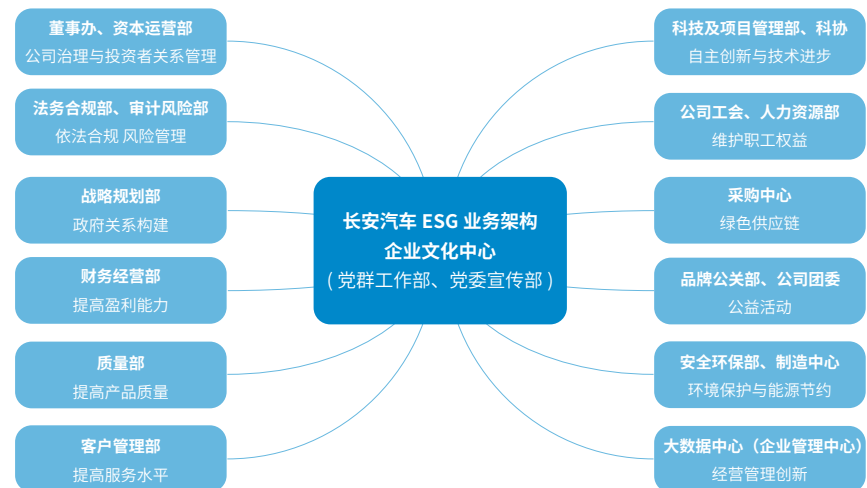 董事办、资本运营部
公司治理与投资者关系管理
法务合规部、审计风险部
依法合规 风险管理
战略规划部
政府关系构建
财务经营部
提高盈利能力
质量部
提高产品质量
客户管理部
提高服务水平
长安汽车 ESG 业务架构
企业文化中心
( 党群工作部、党委宣传部 )
科技及项目管理部、科协
自主创新与技术进步
公司工会、人力资源部
维护职工权益
采购中心
绿色供应链
品牌公关部、公司团委
公益活动
安全环保部、制造中心
环境保护与能源节约
大数据中心（企业管理中心）
经营管理创新